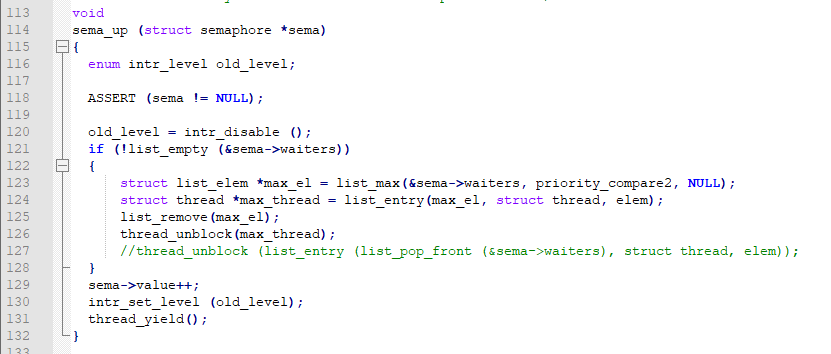 113 void
114 sema_up (struct semaphore *sema)
115 {
116   enum intr_level old_level;
117
118   ASSERT (sema != NULL);
119
120   old_level = intr_disable ();
121   if (!list_empty (&sema->waiters))
122   {
123       struct list_elem *max_el = list_max(&sema->waiters, priority_compare2, NULL);
124       struct thread *max_thread = list_entry(max_el, struct thread, elem);
125       list_remove(max_el);
126       thread_unblock(max_thread);
127       //thread_unblock (list_entry (list_pop_front (&sema->waiters), struct thread, elem));
128   }
129   sema->value++;
130   intr_set_level (old_level);
131   thread_yield();
132 }
133